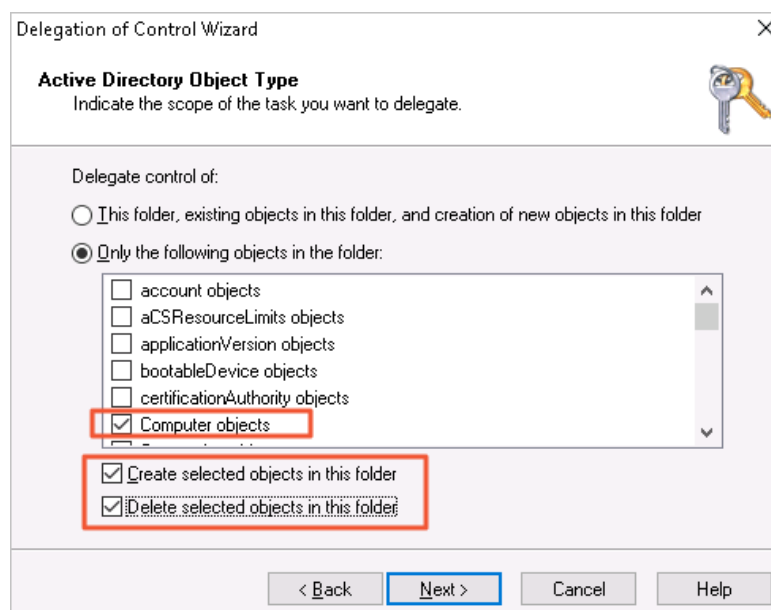 Delegation of Control Wizard
Active Directory Object Type
Indicate the scope of the task you want to delegate.
Delegate control of:
This folder, existing objects in this folder, and creation of new objects in this folder
Only the following objects in the folder:
account objects
aCSResourceLimits objects
applicationVersion objects
bootableDevice objects
certificationAuthority objects
Computer objects
Create selected objects in this folder
Delete selected objects in this folder
< Back Next > Cancel Help